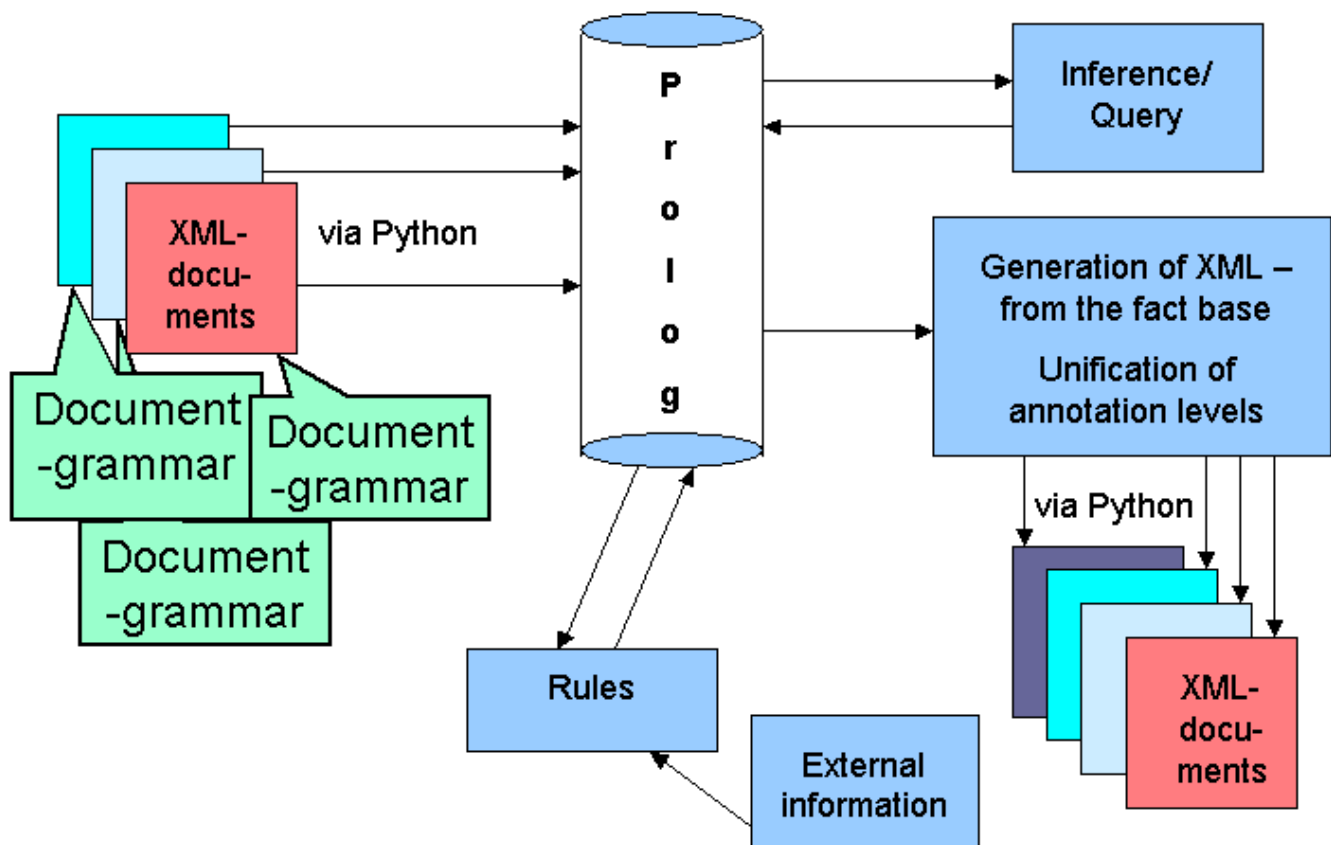 P
r
o
l
o
g
Inference/
Query
XML-
docu-
ments
via Python
Generation of XML –
from the fact base
Unification of
annotation levels
Document
-grammar
Document
-grammar
Document
-grammar
via Python
Rules
External
information
XML-
docu-
ments